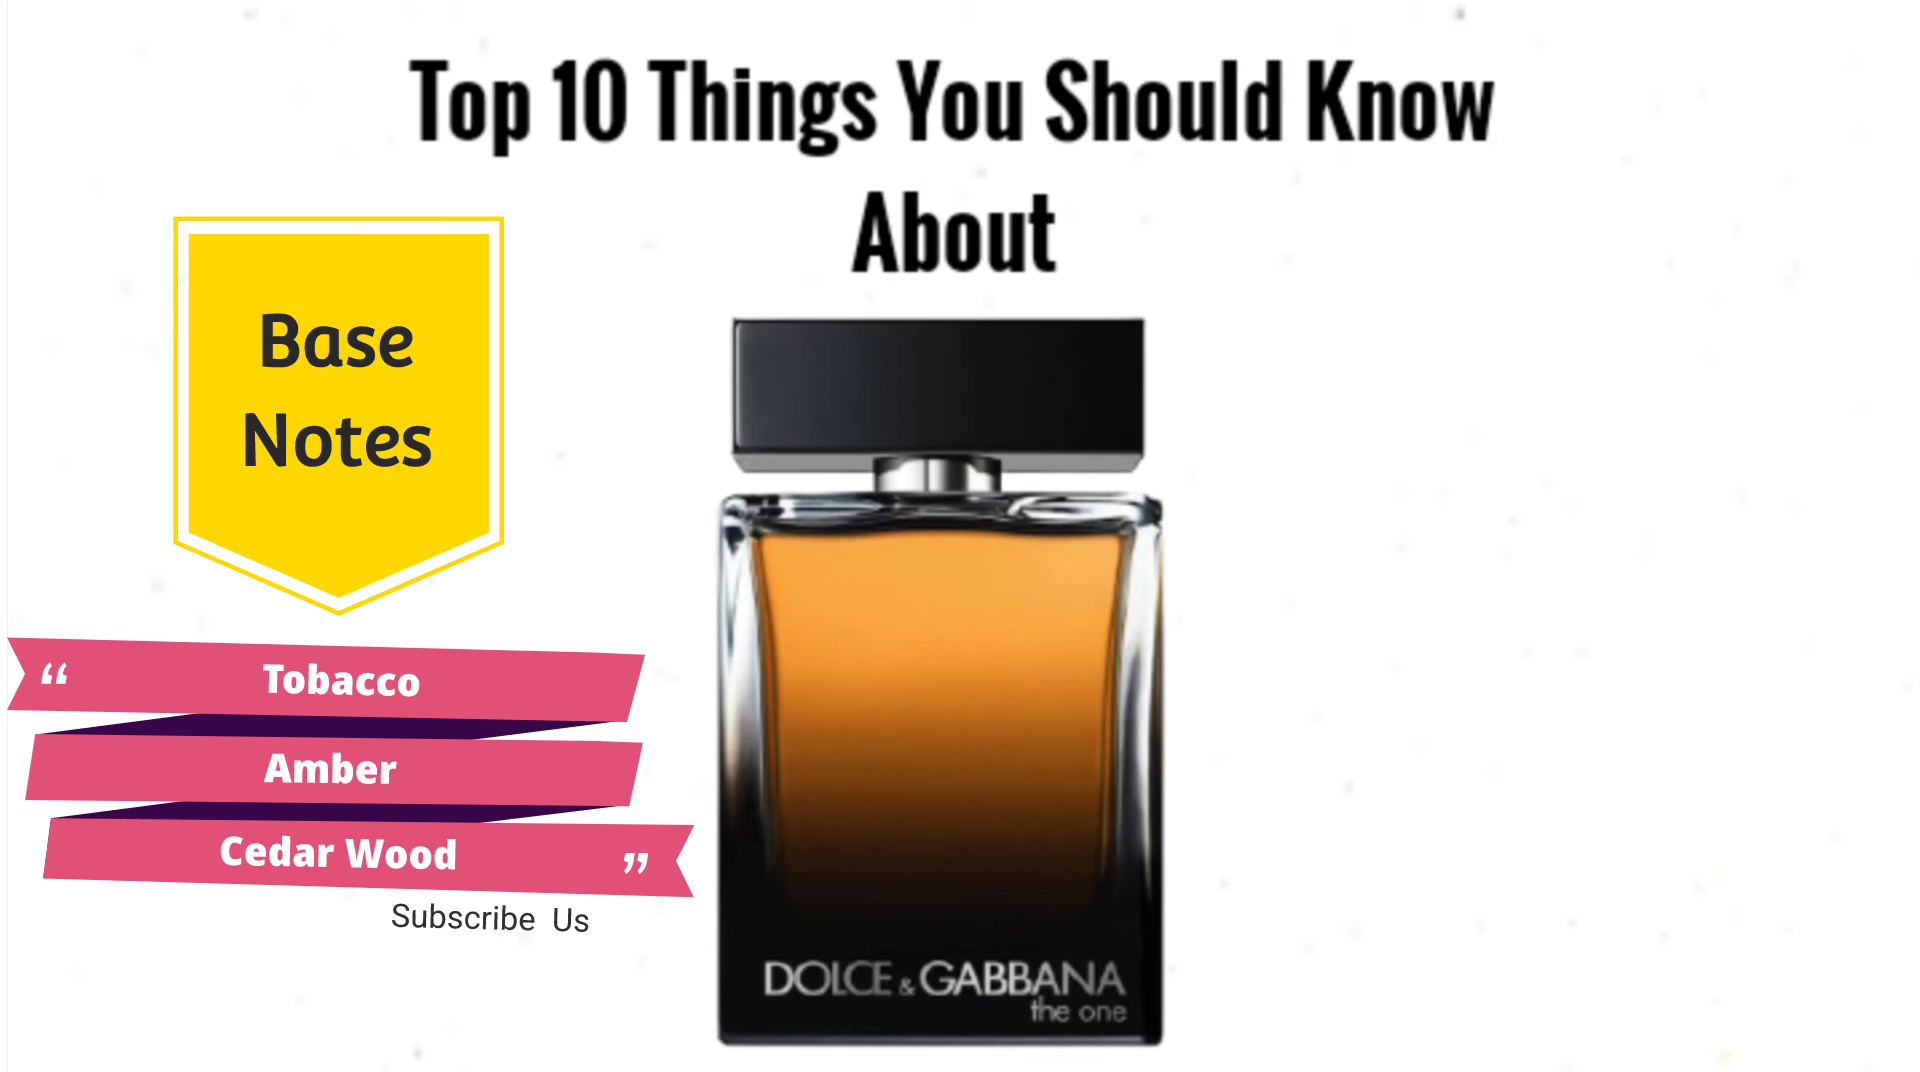 Top 10 Things You Should Know
About
Base
Notes
“ Tobacco
Amber
Cedar Wood ”
Subscribe Us
DOLCE & GABBANA
the one